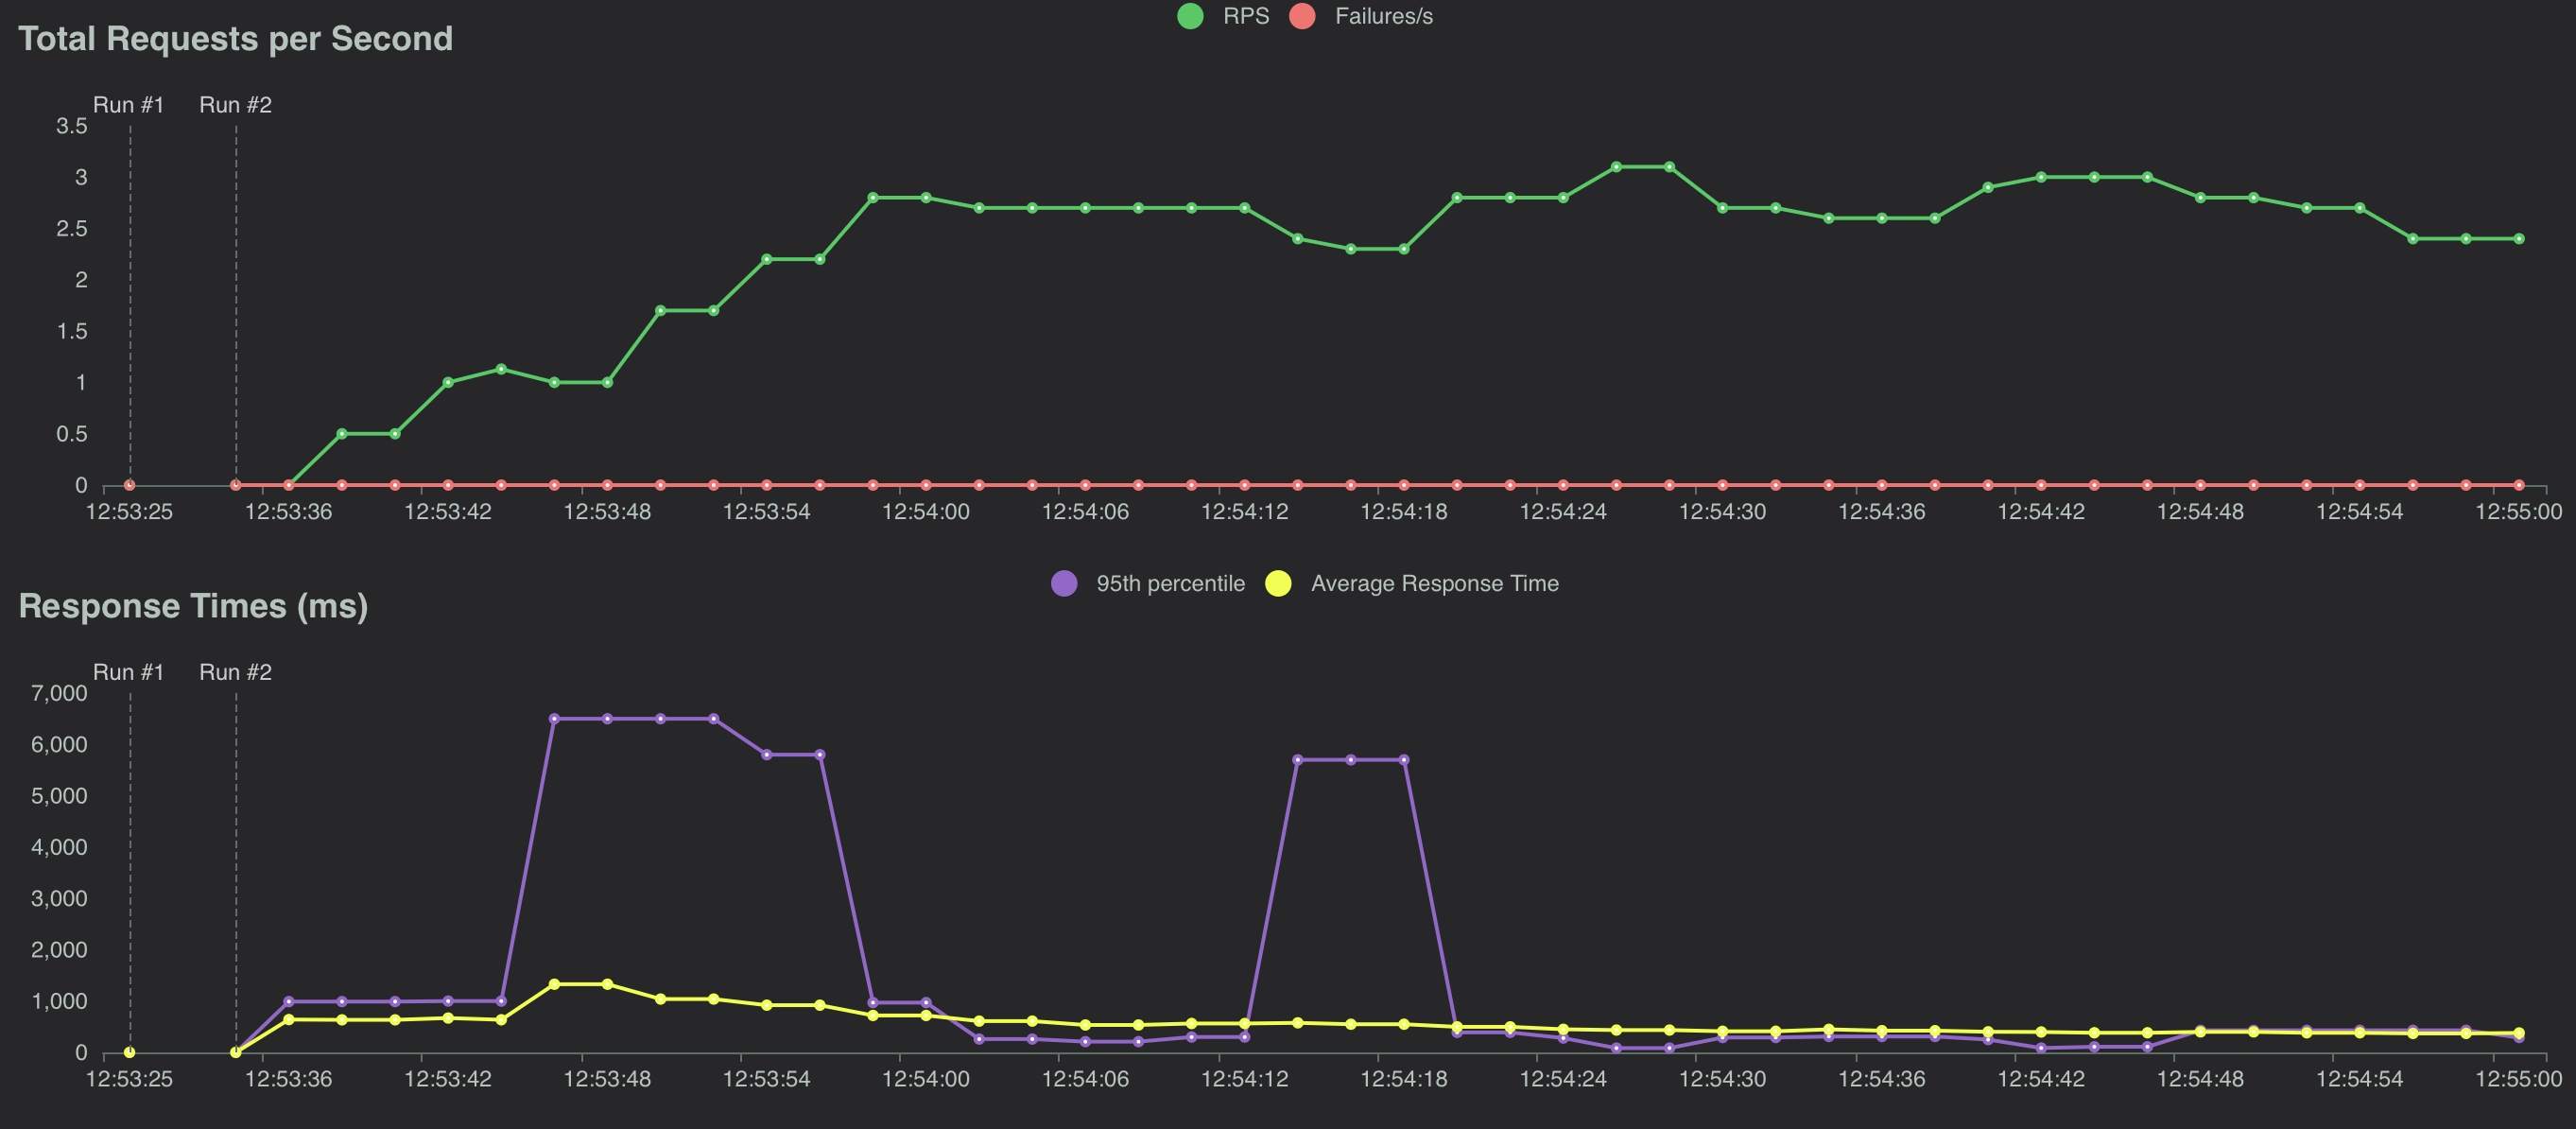 RPS Failures/s
Total Requests per Second
Run #1 Run #2
3.5
3
2.5
2
1.5
1
0.5
0
12:53:25 12:53:36 12:53:42 12:53:48 12:53:54 12:54:00 12:54:06 12:54:12 12:54:18 12:54:24 12:54:30 12:54:36 12:54:42 12:54:48 12:54:54 12:55:00
95th percentile Average Response Time
Response Times (ms)
Run #1 Run #2
7,000
6,000
5,000
4,000
3,000
2,000
1,000
0
12:53:25 12:53:36 12:53:42 12:53:48 12:53:54 12:54:00 12:54:06 12:54:12 12:54:18 12:54:24 12:54:30 12:54:36 12:54:42 12:54:48 12:54:54 12:55:00